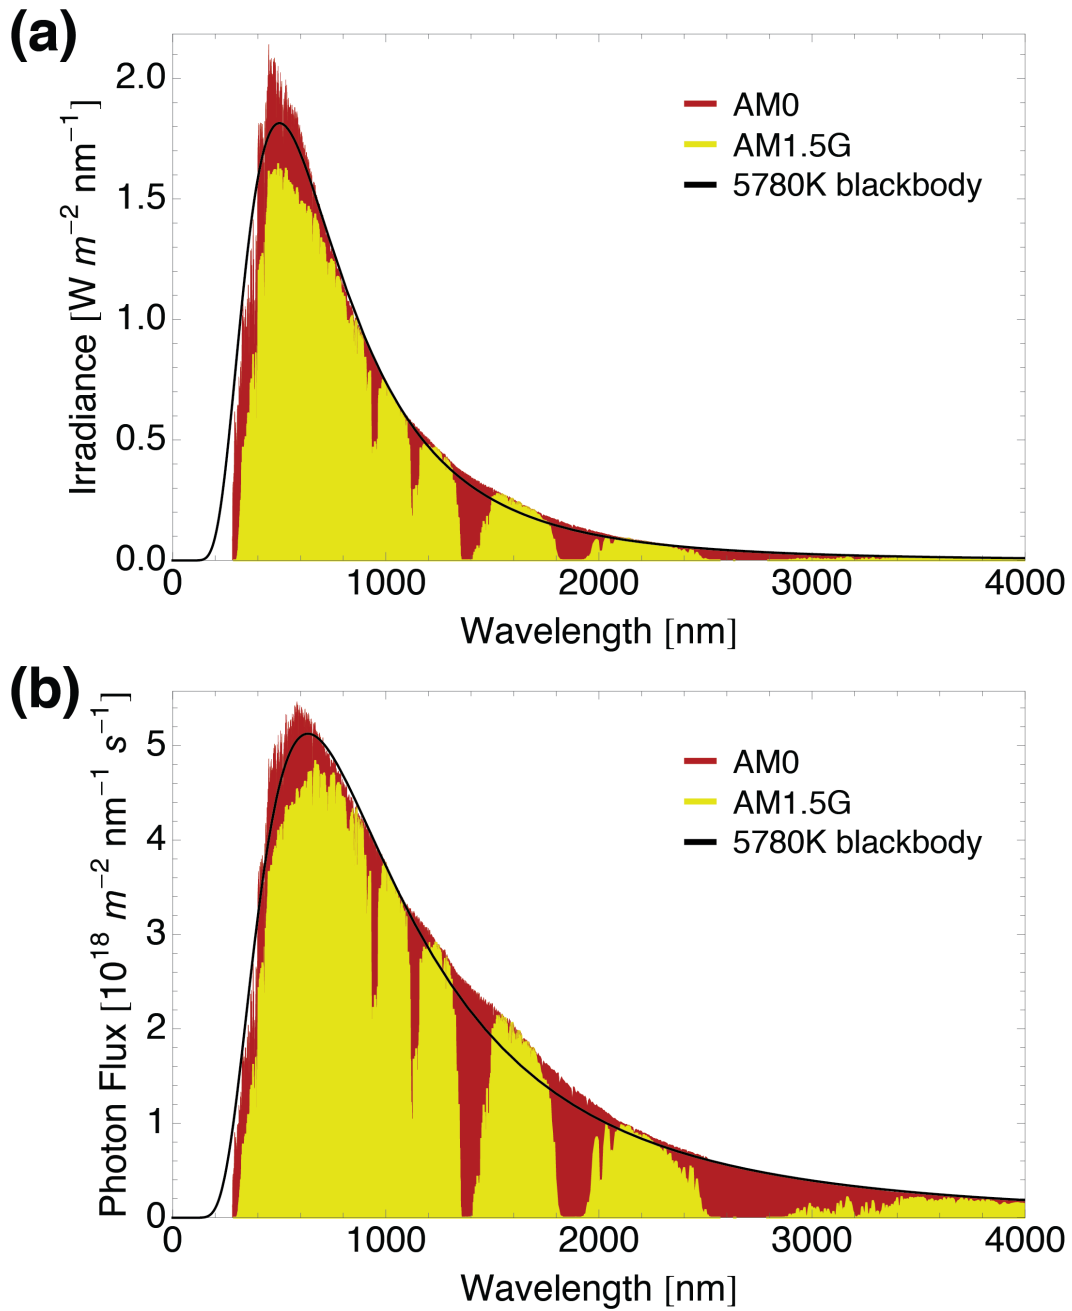 (a)
Irradiance [W m−2 nm−1]
2.0
1.5
1.0
0.5
0.0
AM0
AM1.5G
5780K blackbody
0 1000 2000 3000 4000
Wavelength [nm]
(b)
Photon Flux [10^18 m−2 nm−1 s−1]
5
4
3
2
1
0
AM0
AM1.5G
5780K blackbody
0 1000 2000 3000 4000
Wavelength [nm]